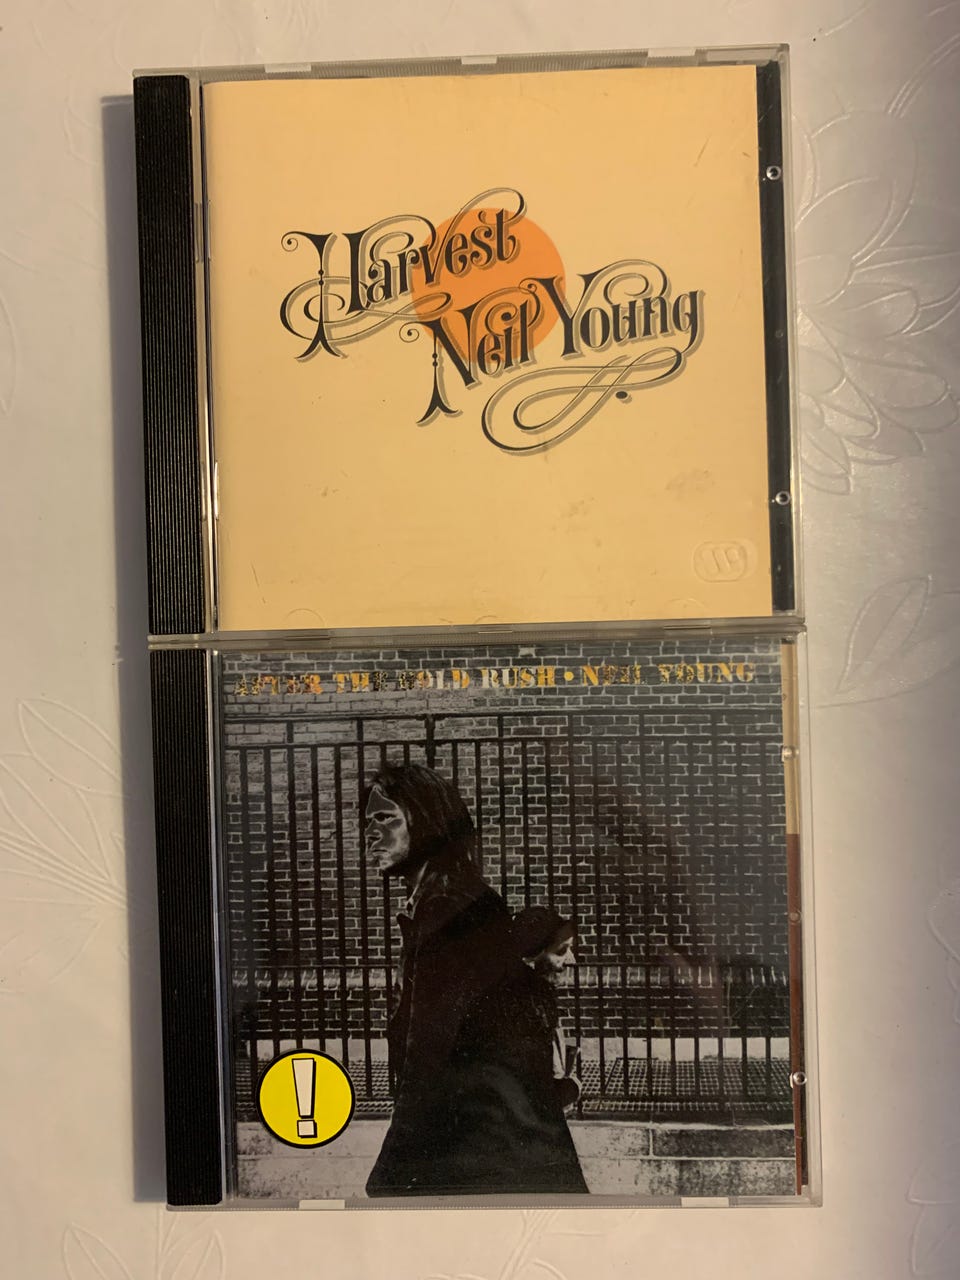 Harvest
Neil Young
AFTER THE GOLD RUSH • NEIL YOUNG
!